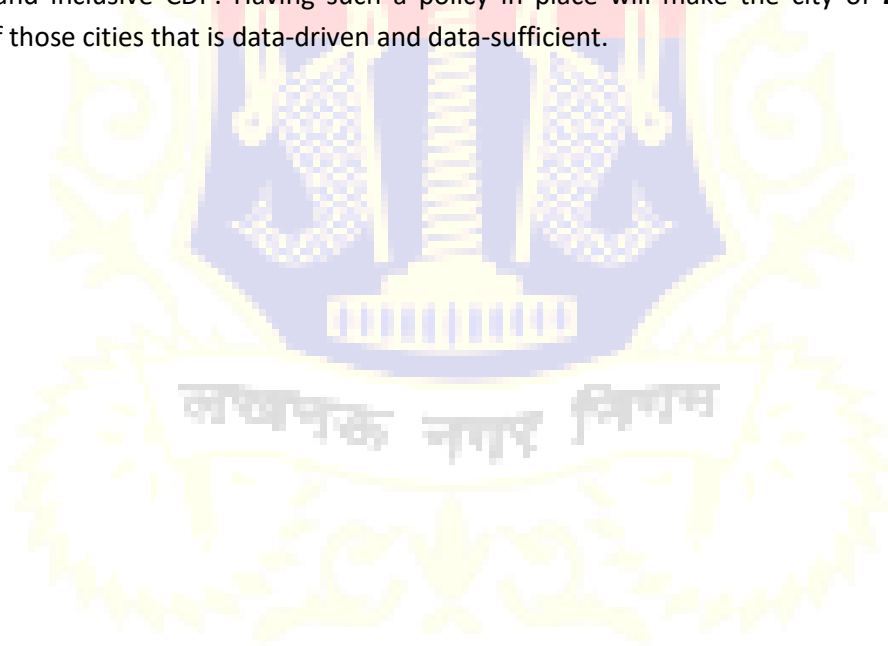 and inclusive CDP. Having such a policy in place will make the city of
f those cities that is data-driven and data-sufficient.
लखनऊ नगर निगम